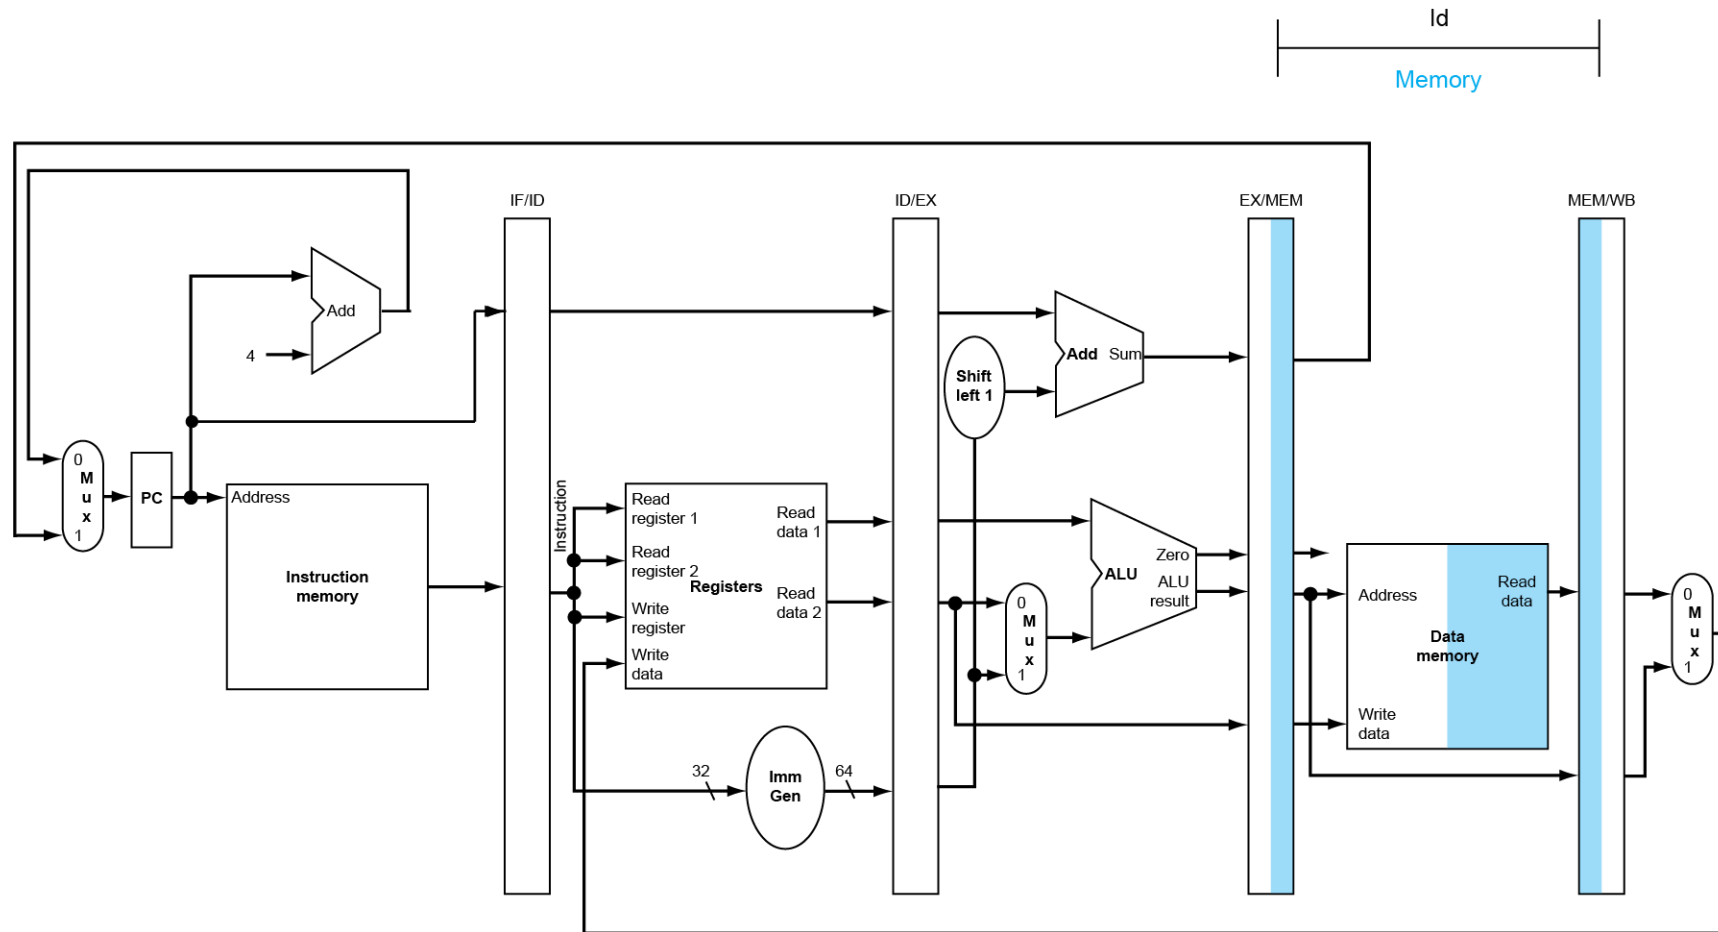 ld
Memory
IF/ID
ID/EX
EX/MEM
MEM/WB
Add
4
Add Sum
Shift
left 1
0
M
u
x
1
PC
Address
Instruction
memory
Instruction
Read
register 1
Read
register 2
Registers
Write
register
Write
data
Read
data 1
Read
data 2
0
M
u
x
1
Zero
ALU
ALU
result
Address
Read
data
Data
memory
Write
data
0
M
u
x
1
32
Imm
Gen
64